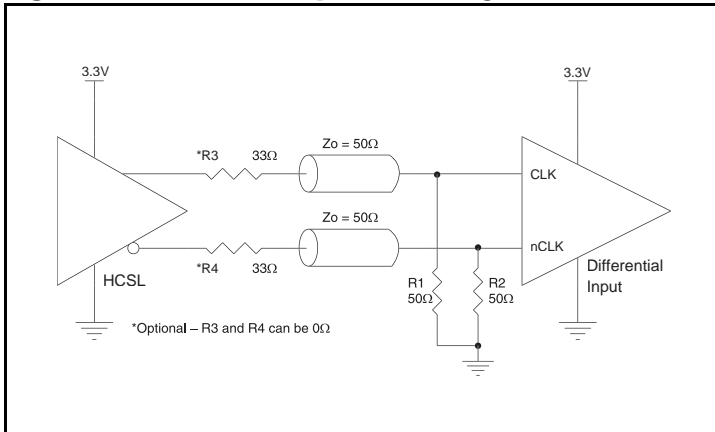 3.3V
3.3V
*R3 33Ω
Zo = 50Ω
CLK
Zo = 50Ω
nCLK
HCSL
*R4 33Ω
R1
50Ω
R2
50Ω
Differential
Input
*Optional – R3 and R4 can be 0Ω